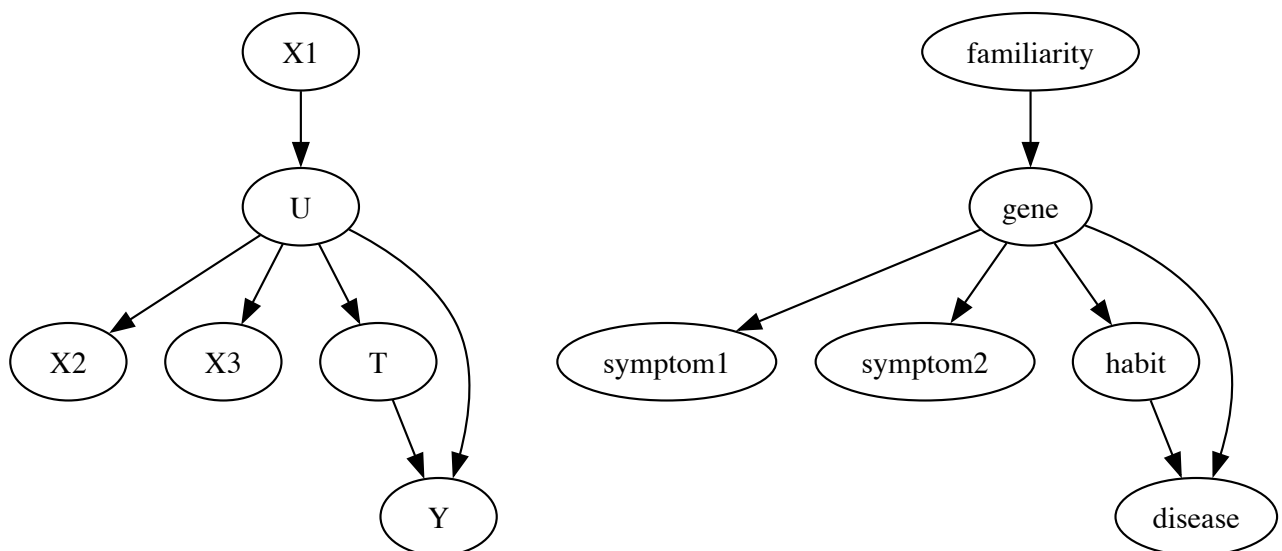 X1
U
X2 X3 T
Y
familiarity
gene
symptom1 symptom2 habit
disease